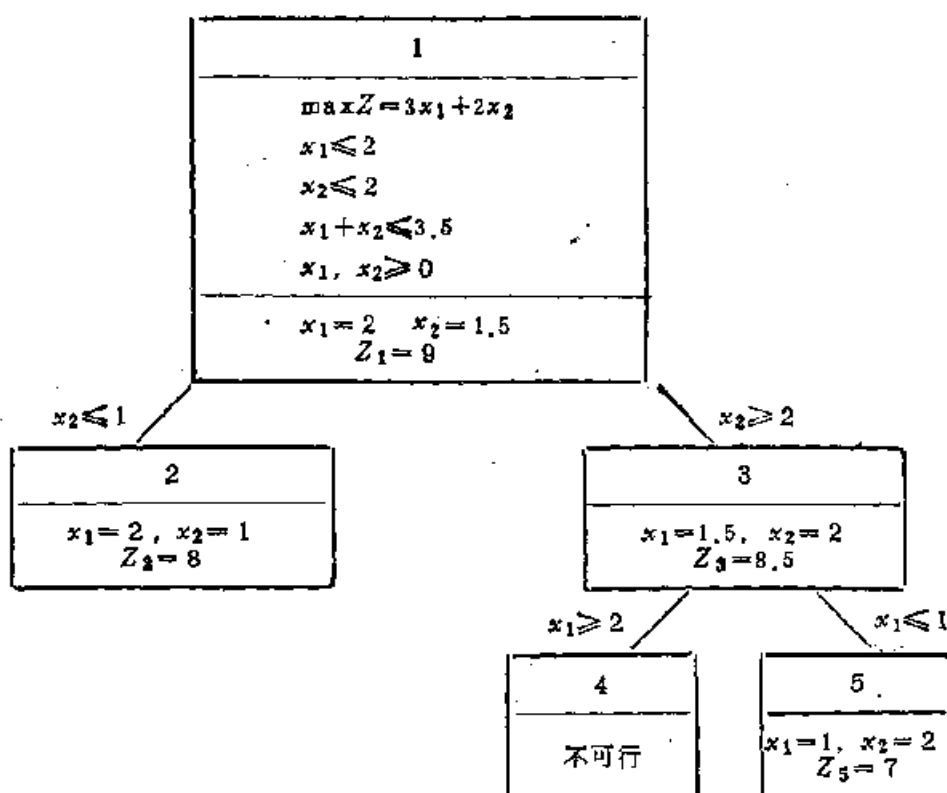 1
maxZ=3x₁+2x₂
x₁≤2
x₂≤2
x₁+x₂≤3.5
x₁, x₂≥0
x₁=2 x₂=1.5
Z₁=9
x₂≤1
x₂≥2
2
x₁=2, x₂=1
Z₂=8
3
x₁=1.5, x₂=2
Z₃=8.5
x₁≥2
x₁≤1
4
不可行
5
x₁=1, x₂=2
Z₅=7